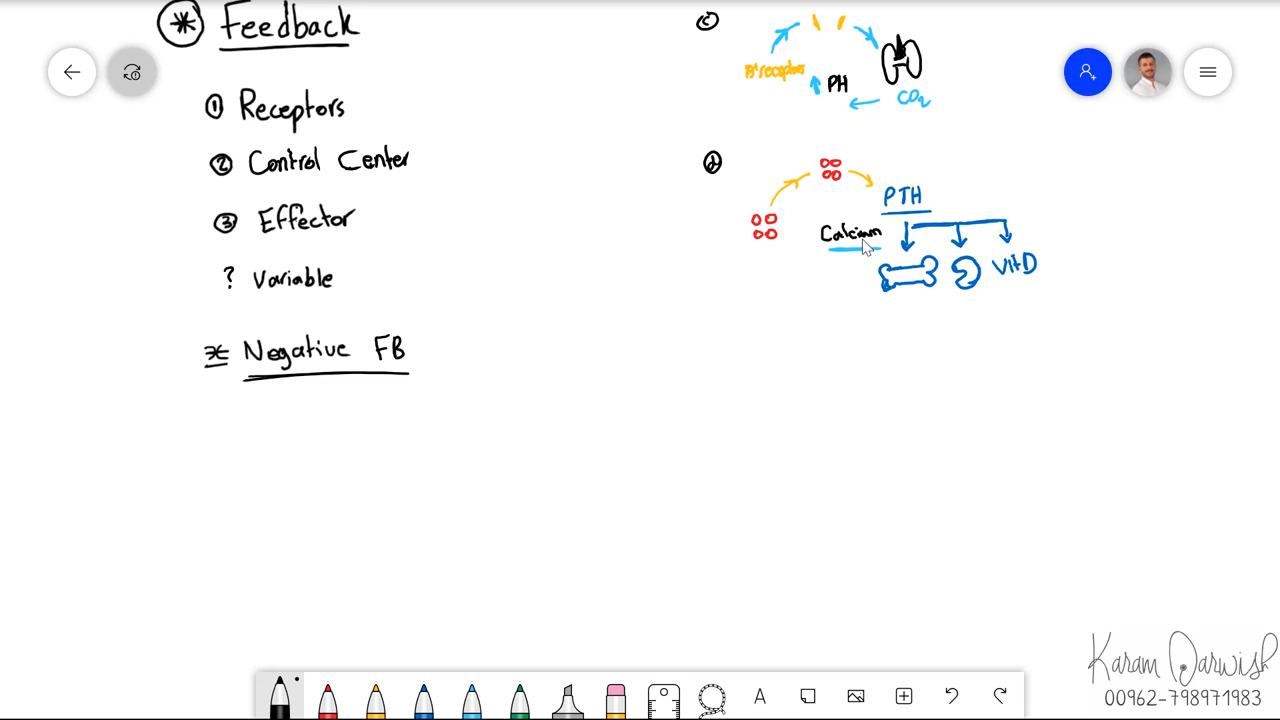 * Feedback
① Receptors
② Control Center
③ Effector
? Variable
Negative FB
C
receptors
PH
CO₂
d
PTH
Calcium
Vit D
A
Karam Darwish
00962-798971983